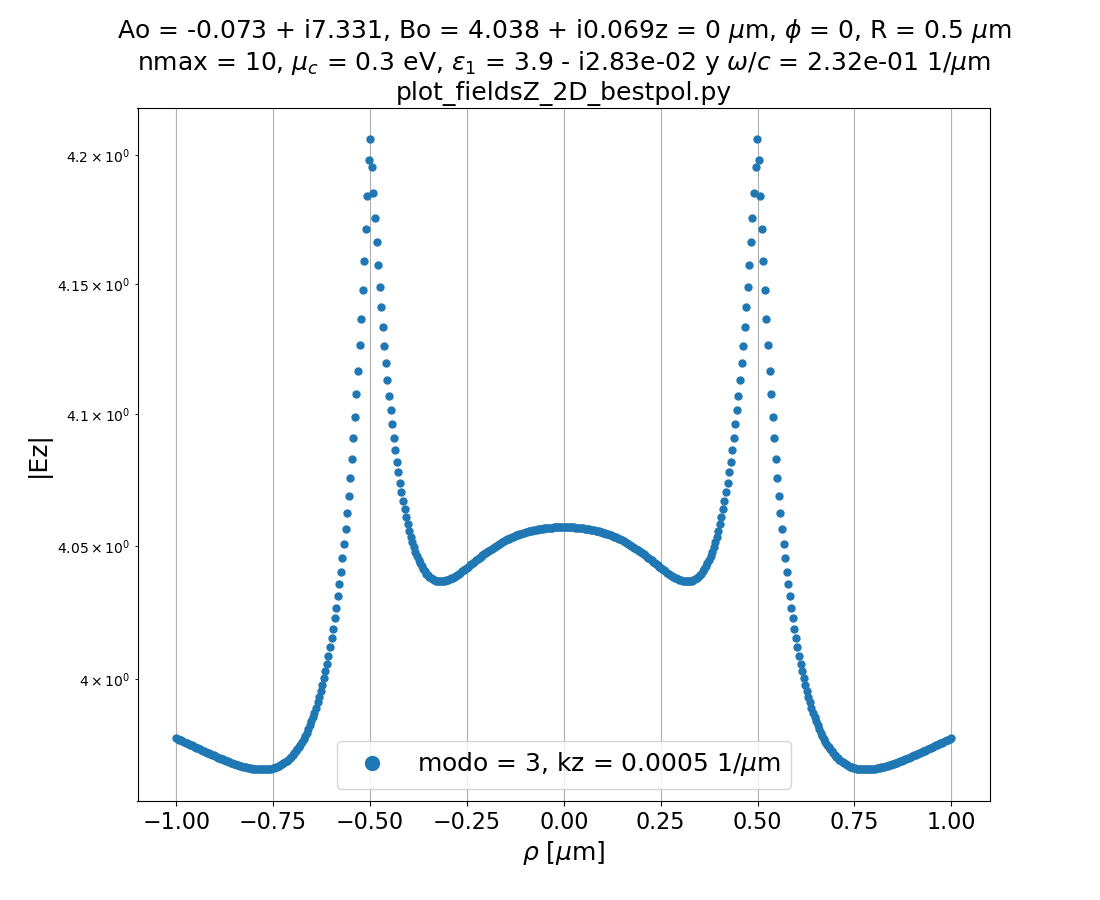 Ao = -0.073 + i7.331, Bo = 4.038 + i0.069z = 0 μm, ϕ = 0, R = 0.5 μm
nmax = 10, μ_c = 0.3 eV, ε₁ = 3.9 - i2.83e-02 y ω/c = 2.32e-01 1/μm
plot_fieldsZ_2D_bestpol.py
4.2 × 10⁰
4.15 × 10⁰
4.1 × 10⁰
4.05 × 10⁰
4 × 10⁰
|Ez|
modo = 3, kz = 0.0005 1/μm
−1.00 −0.75 −0.50 −0.25 0.00 0.25 0.50 0.75 1.00
ρ [μm]